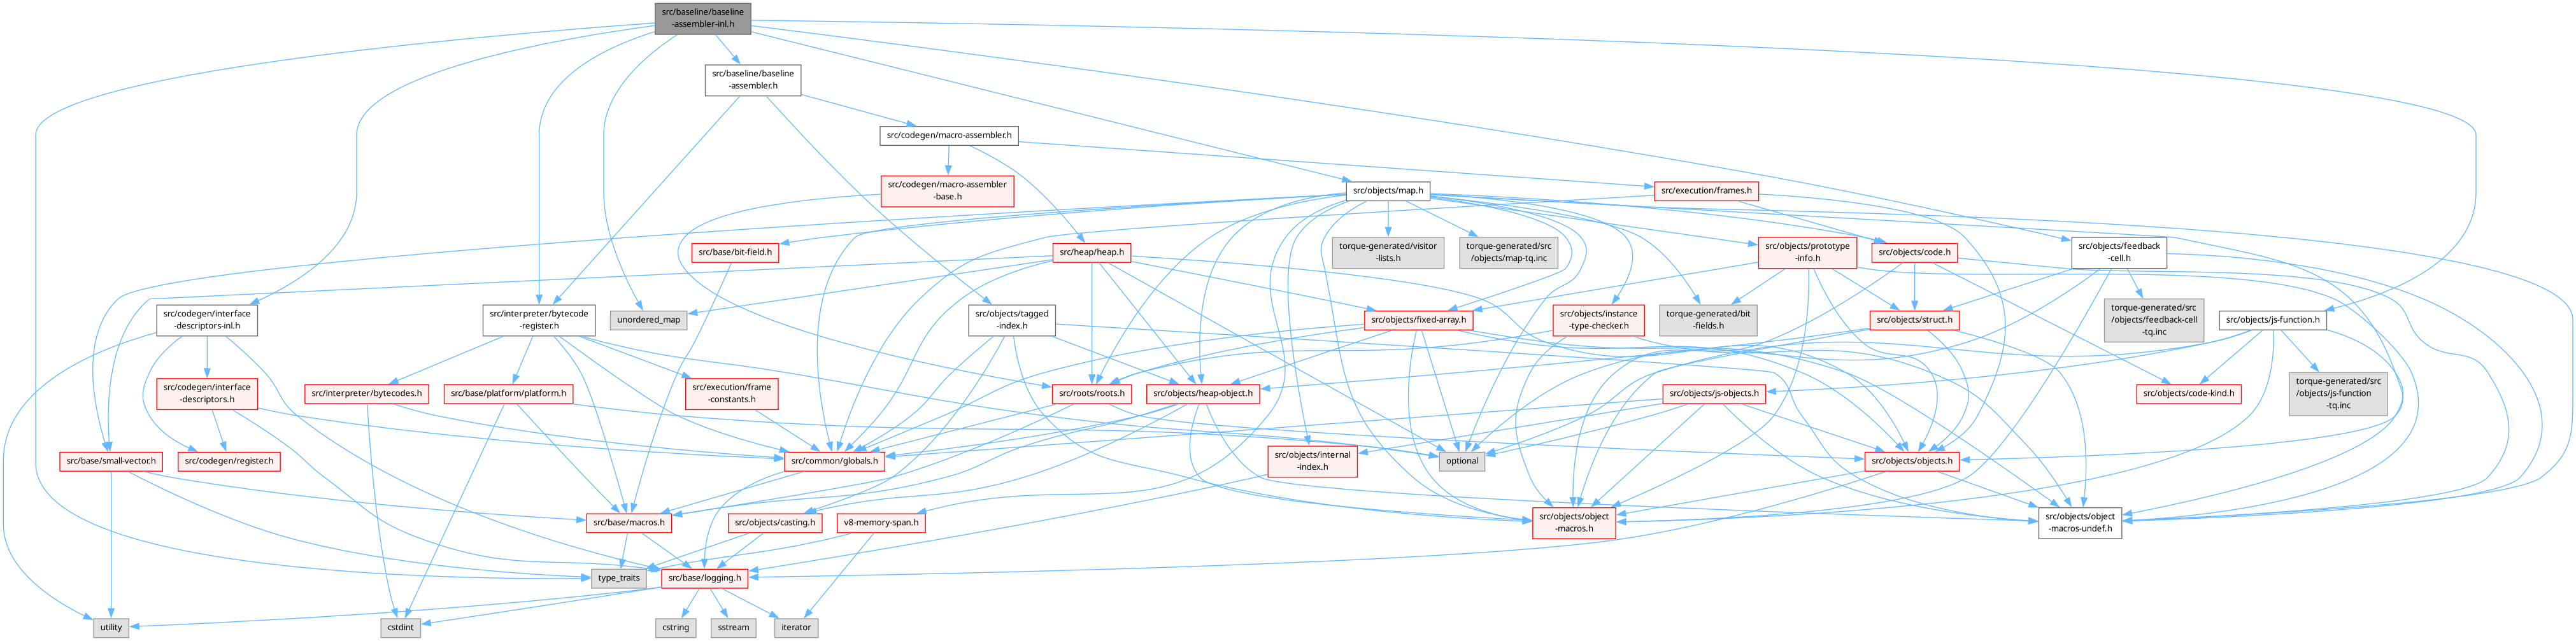 src/baseline/baseline
-assembler-inl.h
src/baseline/baseline
-assembler.h
src/codegen/macro-assembler.h
src/codegen/macro-assembler
-base.h
src/objects/map.h
src/execution/frames.h
src/base/bit-field.h
src/heap/heap.h
torque-generated/visitor
-lists.h
torque-generated/src
/objects/map-tq.inc
src/objects/prototype
-info.h
src/objects/code.h
src/objects/feedback
-cell.h
src/codegen/interface
-descriptors-inl.h
src/interpreter/bytecode
-register.h
unordered_map
src/objects/tagged
-index.h
src/objects/fixed-array.h
src/objects/instance
-type-checker.h
torque-generated/bit
-fields.h
src/objects/struct.h
torque-generated/src
/objects/feedback-cell
-tq.inc
src/objects/js-function.h
src/codegen/interface
-descriptors.h
src/interpreter/bytecodes.h
src/base/platform/platform.h
src/execution/frame
-constants.h
src/roots/roots.h
src/objects/heap-object.h
src/objects/js-objects.h
src/objects/code-kind.h
torque-generated/src
/objects/js-function
-tq.inc
src/base/small-vector.h
src/codegen/register.h
src/common/globals.h
src/objects/internal
-index.h
optional
src/objects/objects.h
src/base/macros.h
src/objects/casting.h
v8-memory-span.h
src/objects/object
-macros.h
src/objects/object
-macros-undef.h
type_traits
src/base/logging.h
utility
cstdint
cstring
sstream
iterator